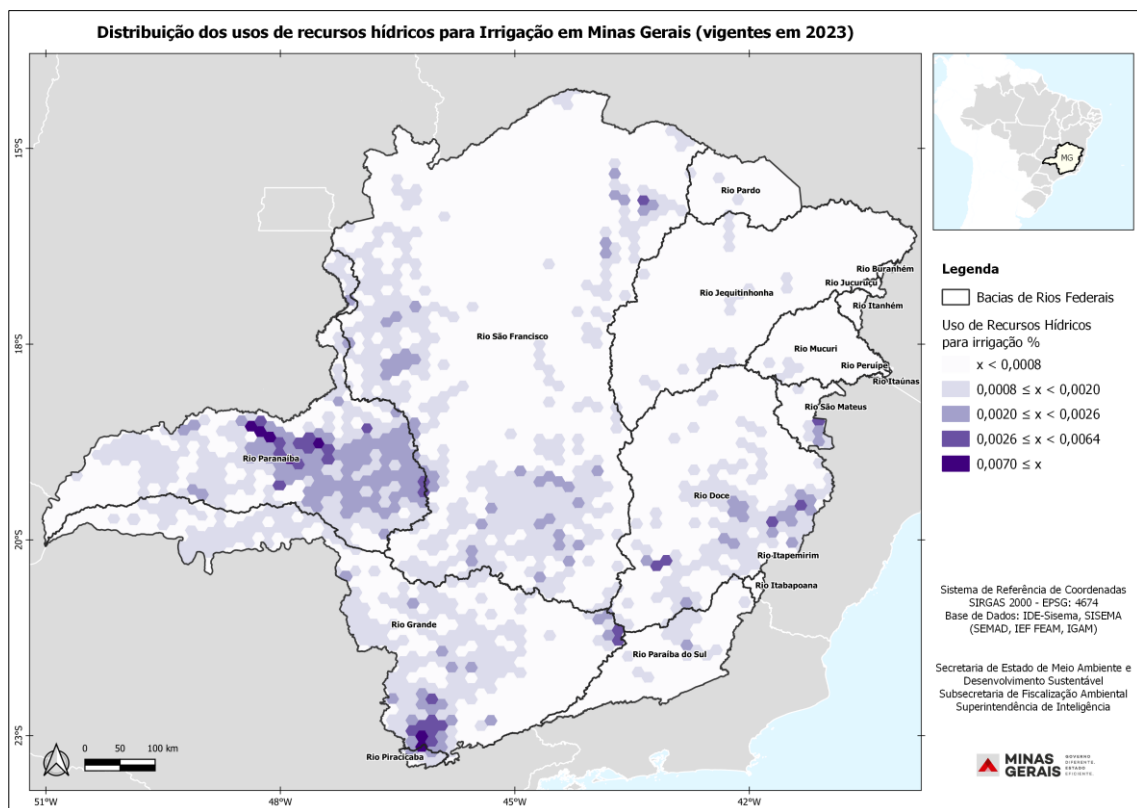 Distribuição dos usos de recursos hídricos para Irrigação em Minas Gerais (vigentes em 2023)
15°S
18°S
20°S
23°S
51°W
48°W
45°W
42°W
Rio Pardo
Rio Buranhém
Rio Jucuruçu
Rio Jequitinhonha
Rio Itanhém
Rio São Francisco
Rio Mucuri
Rio Peruípe
Rio Itaúnas
Rio São Mateus
Rio Paranaíba
Rio Doce
Rio Itapemirim
Rio Itabapoana
Rio Grande
Rio Paraíba do Sul
Rio Piracicaba
0 50 100 km
MG
Legenda
Bacias de Rios Federais
Uso de Recursos Hídricos
para irrigação %
x < 0,0008
0,0008 ≤ x < 0,0020
0,0020 ≤ x < 0,0026
0,0026 ≤ x < 0,0064
0,0070 ≤ x
Sistema de Referência de Coordenadas
SIRGAS 2000 - EPSG: 4674
Base de Dados: IDE-Sisema, SISEMA
(SEMAD, IEF FEAM, IGAM)
Secretaria de Estado de Meio Ambiente e
Desenvolvimento Sustentável
Subsecretaria de Fiscalização Ambiental
Superintendência de Inteligência
MINAS
GERAIS
GOVERNO
DIFERENTE.
ESTADO
EFICIENTE.